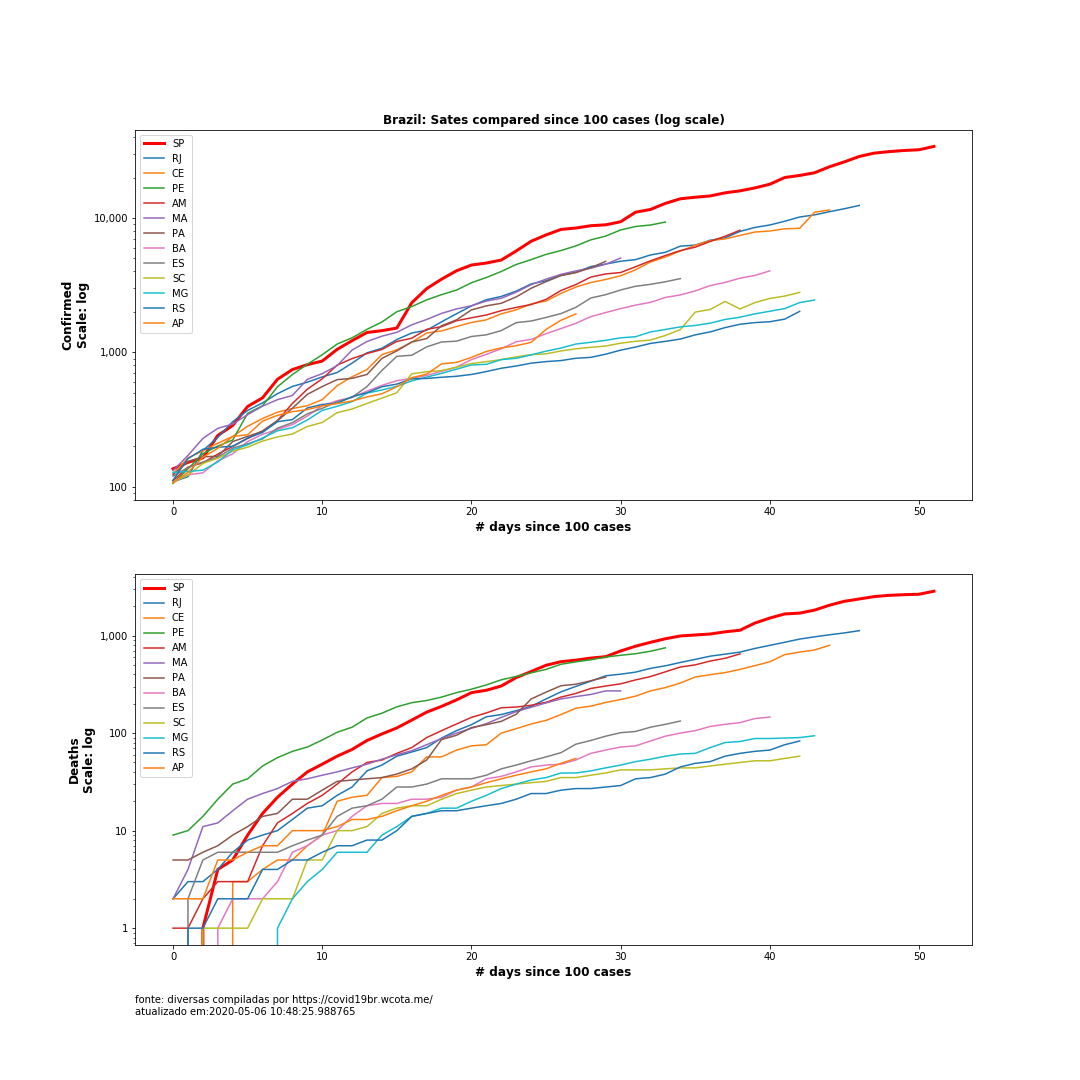 Brazil: Sates compared since 100 cases (log scale)
Confirmed
Scale: log
10,000
1,000
100
SP
RJ
CE
PE
AM
MA
PA
BA
ES
SC
MG
RS
AP
0
10
20
30
40
50
# days since 100 cases
Deaths
Scale: log
1,000
100
10
1
SP
RJ
CE
PE
AM
MA
PA
BA
ES
SC
MG
RS
AP
0
10
20
30
40
50
# days since 100 cases
fonte: diversas compiladas por https://covid19br.wcota.me/
atualizado em:2020-05-06 10:48:25.988765